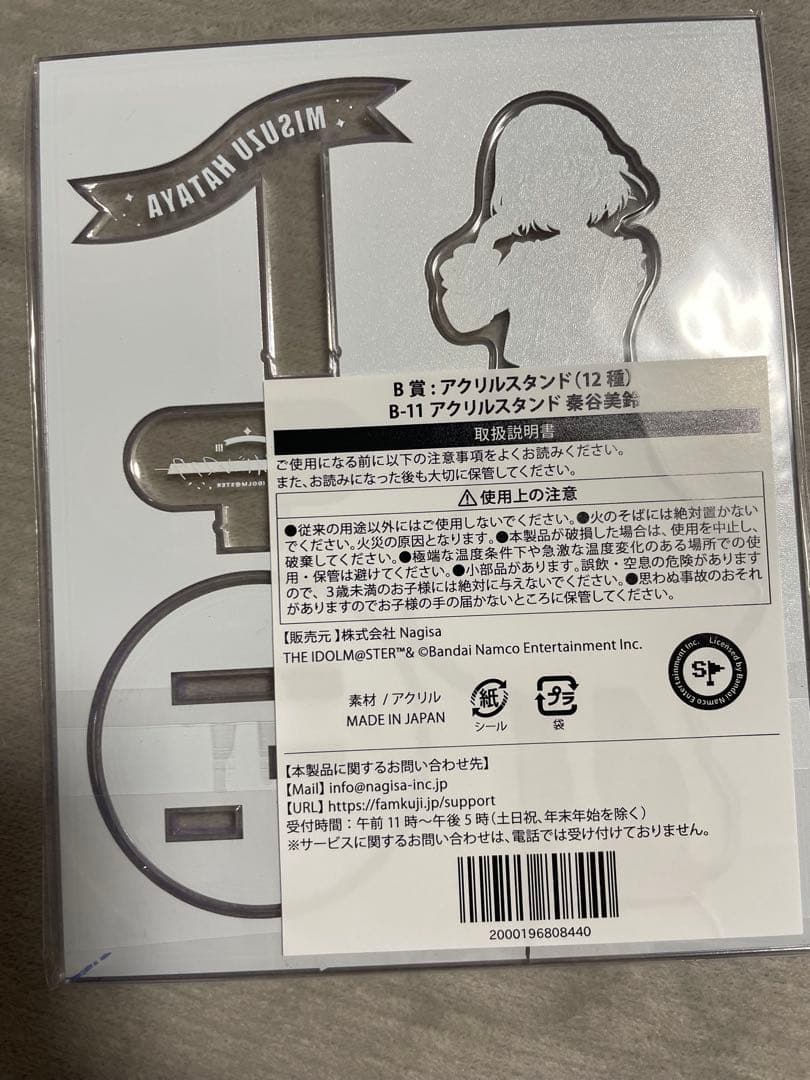 MISUZU HATAYA
IDOLM@STER
B 賞 : アクリルスタンド(12 種)
B-11 アクリルスタンド 秦谷美鈴
取扱説明書
ご使用になる前に以下の注意事項をよくお読みください。
また、お読みになった後も大切に保管してください。
⚠使用上の注意
●従来の用途以外にはご使用しないでください。●火のそばには絶対置かない
でください。火災の原因となります。●本製品が破損した場合は、使用を中止し、
破棄してください。●極端な温度条件下や急激な温度変化のある場所での使
用・保管は避けてください。●小部品があります。誤飲・窒息の危険があります
ので、3歳未満のお子様には絶対に与えないでください。●思わぬ事故のおそれ
がありますのでお子様の手の届かないところに保管してください。
【販売元】株式会社 Nagisa
THE IDOLM@STER™& ©Bandai Namco Entertainment Inc.
Licensed by Bandai Namco Entertainment Inc.
素材 / アクリル
MADE IN JAPAN
紙
シール
プラ
袋
【本製品に関するお問い合わせ先】
【Mail】info@nagisa-inc.jp
【URL】https://famkuji.jp/support
受付時間:午前 11 時〜午後 5 時(土日祝、年末年始を除く)
※サービスに関するお問い合わせは、電話では受け付けておりません。
2000196808440